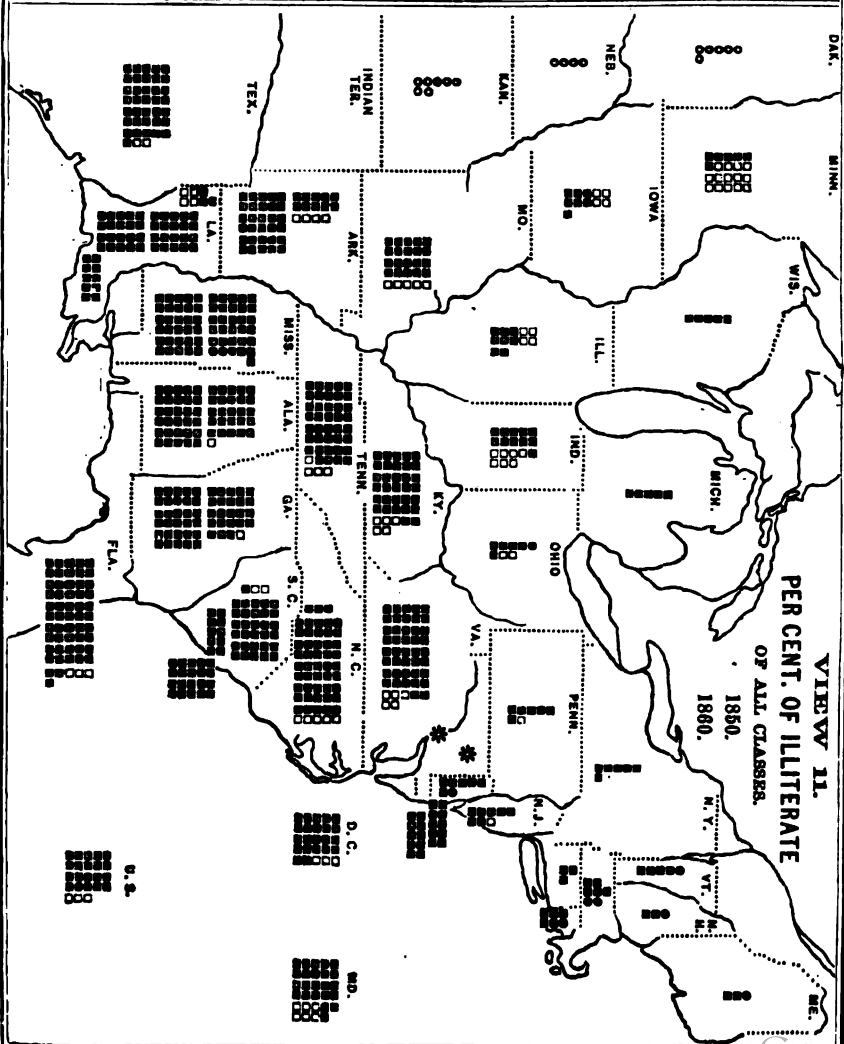 VIEW 11.
PER CENT. OF ILLITERATE
OF ALL CLASSES.
1850.
1860.
DAK.
MINN.
WIS.
MICH.
N. Y.
VT.
N. H.
ME.
NEB.
IOWA
ILL.
IND.
OHIO
PENN.
N.J.
KAN.
MO.
KY.
VA.
INDIAN
TER.
ARK.
TENN.
N. C.
D. C.
MD.
TEX.
LA.
MISS.
ALA.
GA.
S. C.
FLA.
U. S.